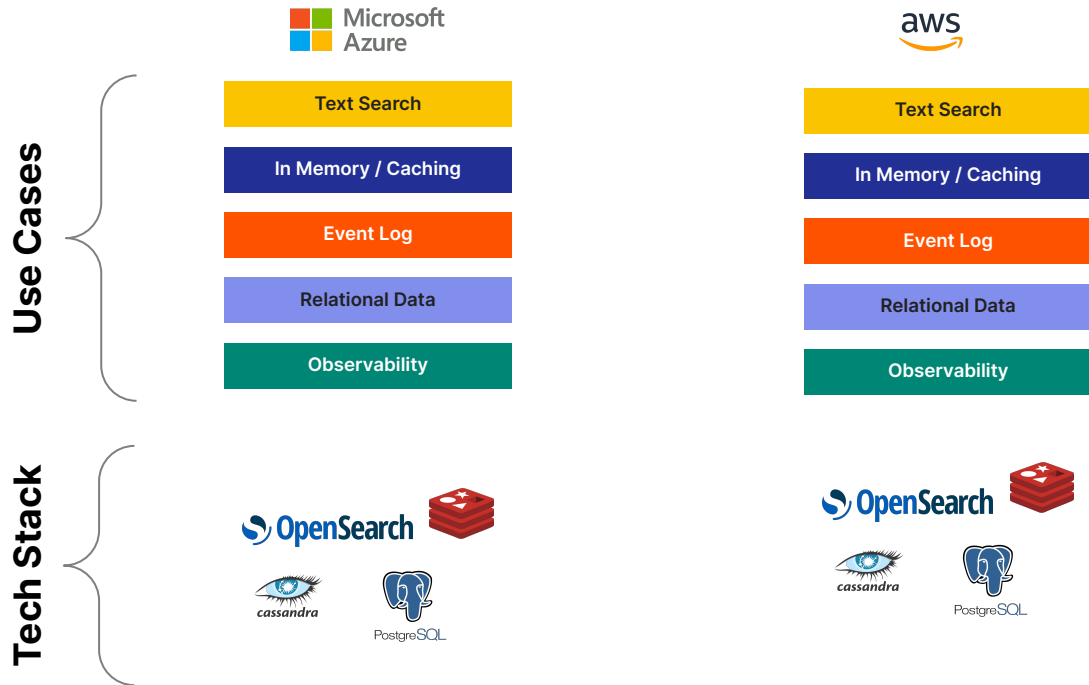 Microsoft
Azure
aws
Use Cases
Text Search
In Memory / Caching
Event Log
Relational Data
Observability
Text Search
In Memory / Caching
Event Log
Relational Data
Observability
Tech Stack
OpenSearch
cassandra
PostgreSQL
OpenSearch
cassandra
PostgreSQL